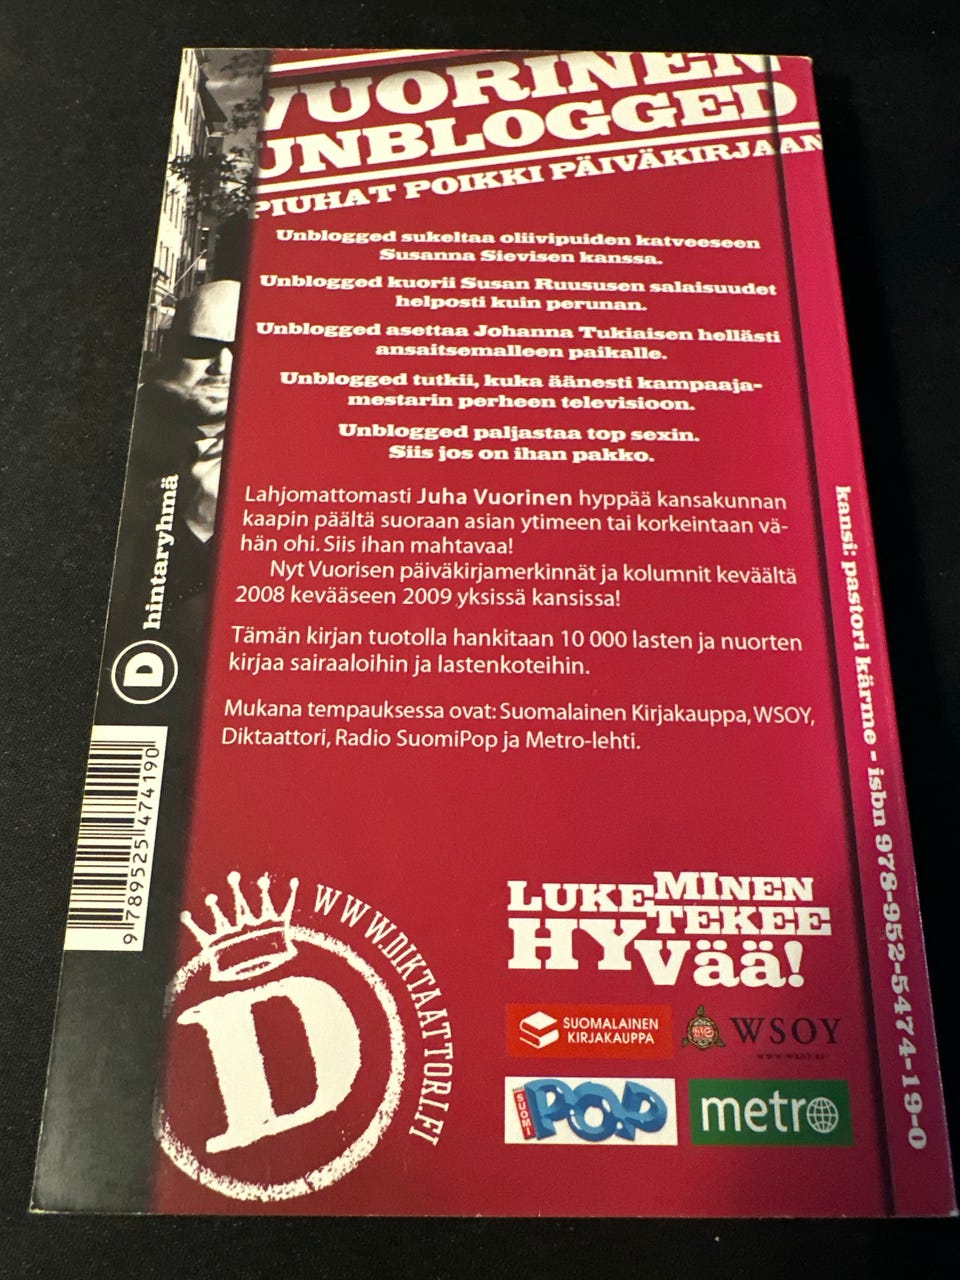 VUORINEN
UNBLOGGED
PIUHAT POIKKI PÄIVÄKIRJAAN
Unblogged sukeltaa oliivipuiden katveeseen
Susanna Sievisen kanssa.
Unblogged kuorii Susan Ruususen salaisuudet
helposti kuin perunan.
Unblogged asettaa Johanna Tukiaisen hellästi
ansaitsemalleen paikalle.
Unblogged tutkii, kuka äänesti kampaaja-
mestarin perheen televisioon.
Unblogged paljastaa top sexin.
Siis jos on ihan pakko.
Lahjomattomasti Juha Vuorinen hyppää kansakunnan
kaapin päältä suoraan asian ytimeen tai korkeintaan vä-
hän ohi. Siis ihan mahtavaa!
Nyt Vuorisen päiväkirjamerkinnät ja kolumnit keväältä
2008 kevääseen 2009 yksissä kansissa!
Tämän kirjan tuotolla hankitaan 10 000 lasten ja nuorten
kirjaa sairaaloihin ja lastenkoteihin.
Mukana tempauksessa ovat: Suomalainen Kirjakauppa, WSOY,
Diktaattori, Radio SuomiPop ja Metro-lehti.
D hintaryhmä
9 789525 474190
WWW.DIKTAATTORI.FI
D
LUKEMINEN
TEKEE
HYVää!
SUOMALAINEN
KIRJAKAUPPA
WSOY
SUOMI
POP
metro
kansi: pastori kärme - isbn 978-952-5474-19-0